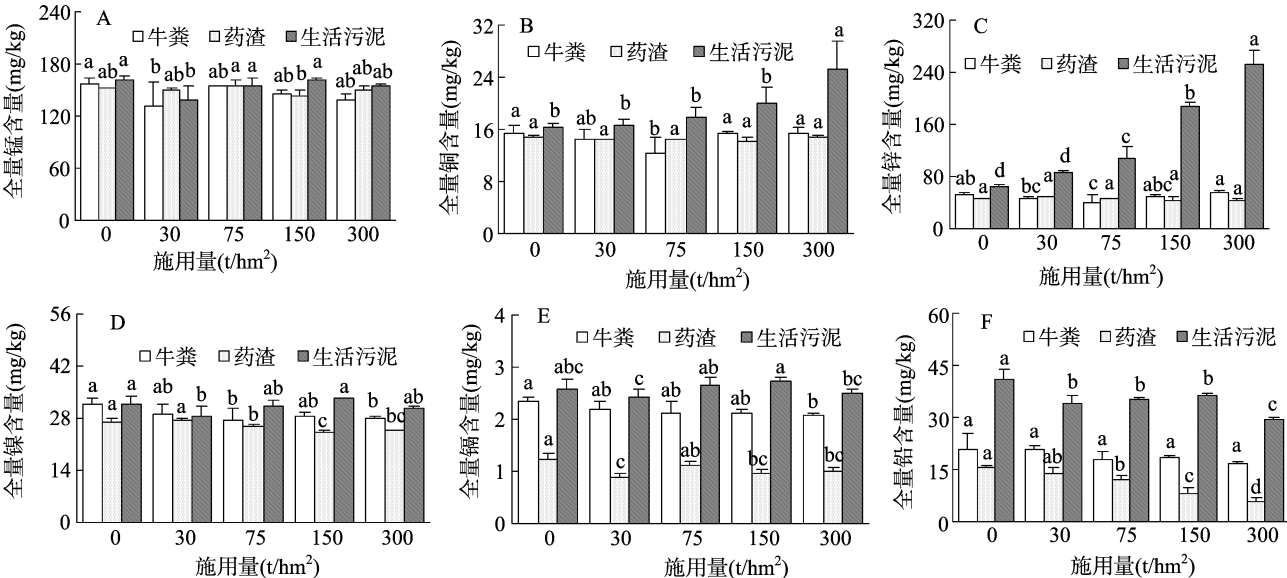 A
牛粪 药渣 生活污泥
全量锰含量(mg/kg)
240
180
120
60
0
a ab a
b ab b
ab a a
ab b a
ab ab ab
0 30 75 150 300
施用量(t/hm²)
B
牛粪 药渣 生活污泥
全量铜含量(mg/kg)
32
24
16
8
0
a a b
ab a b
b a b
a a b
a a a
0 30 75 150 300
施用量(t/hm²)
C
牛粪 药渣 生活污泥
全量锌含量(mg/kg)
320
240
160
80
0
ab a d
bc a d
c a c
abc a b
a a a
0 30 75 150 300
施用量(t/hm²)
D
牛粪 药渣 生活污泥
全量镍含量(mg/kg)
56
42
28
14
0
a a a
ab a b
b b ab
ab c a
b bc ab
0 30 75 150 300
施用量(t/hm²)
E
牛粪 药渣 生活污泥
全量镉含量(mg/kg)
4
3
2
1
0
a a abc
ab c c
ab ab ab
ab bc a
b bc bc
0 30 75 150 300
施用量(t/hm²)
F
牛粪 药渣 生活污泥
全量铅含量(mg/kg)
60
45
30
15
0
a a a
a ab b
a b b
a c b
a d c
0 30 75 150 300
施用量(t/hm²)